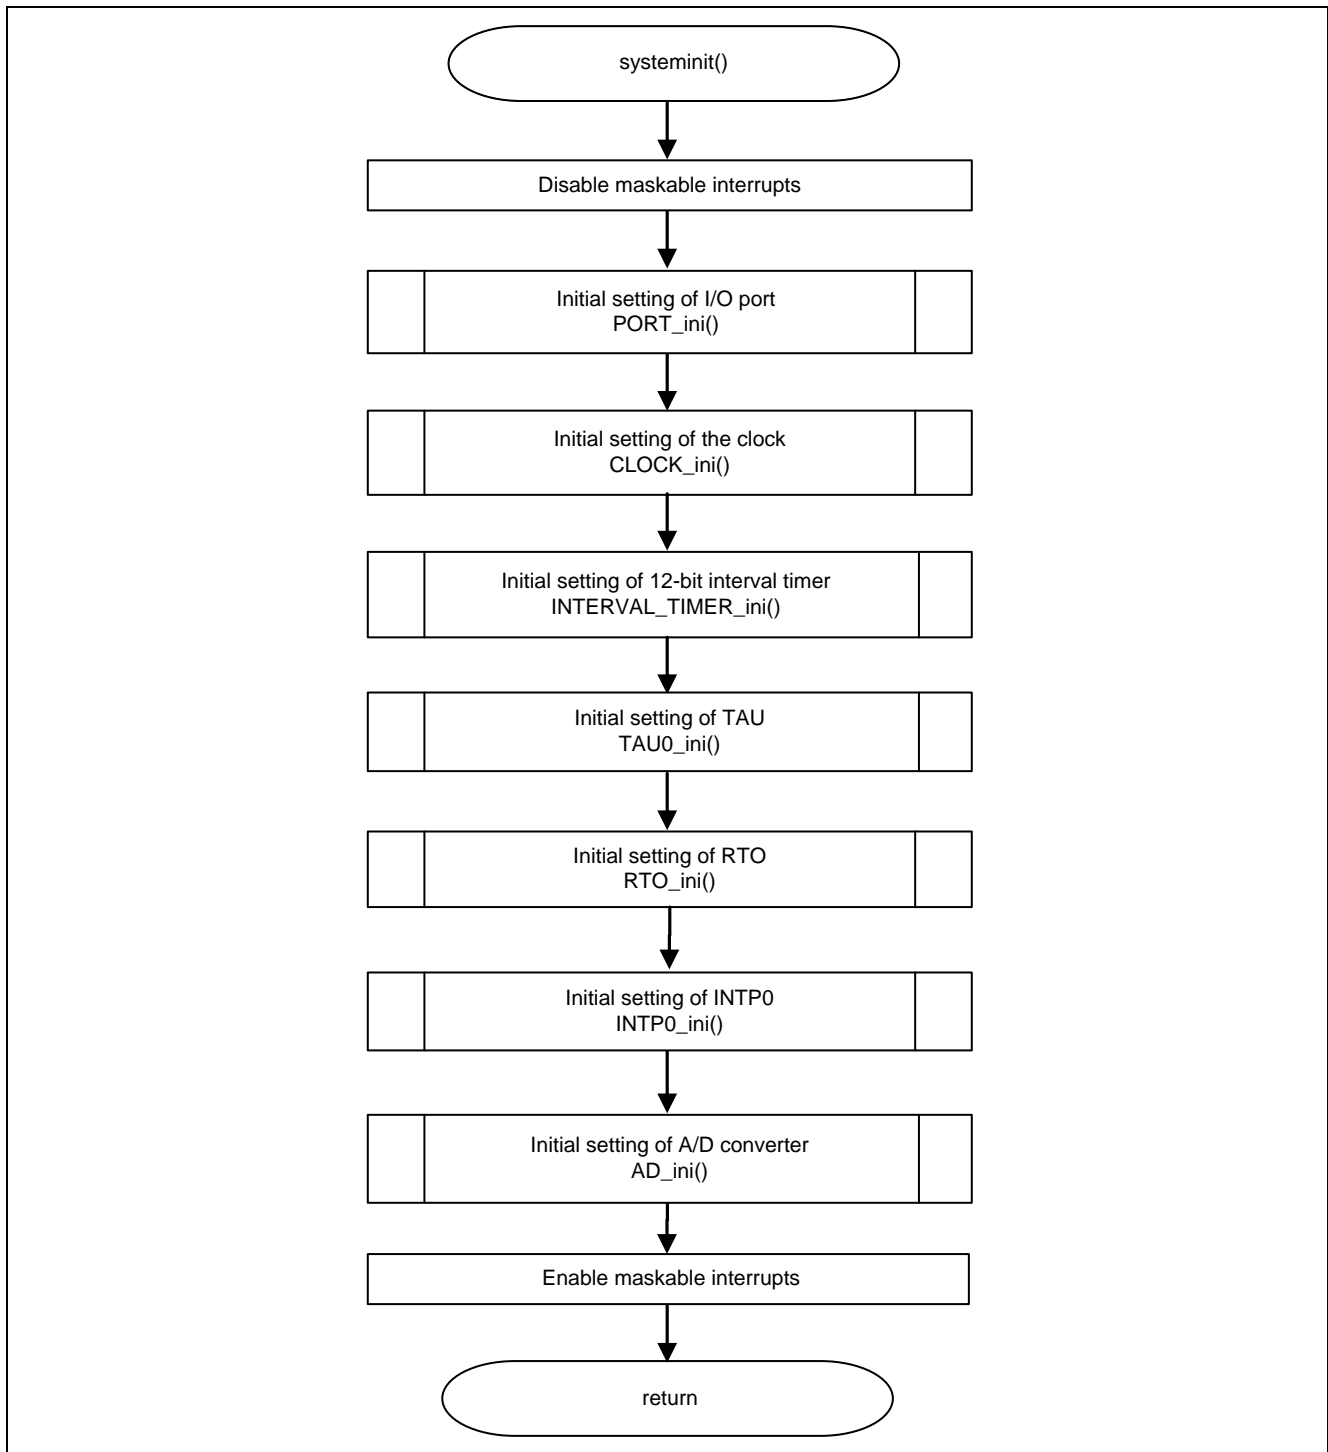 systeminit()
Disable maskable interrupts
Initial setting of I/O port
PORT_ini()
Initial setting of the clock
CLOCK_ini()
Initial setting of 12-bit interval timer
INTERVAL_TIMER_ini()
Initial setting of TAU
TAU0_ini()
Initial setting of RTO
RTO_ini()
Initial setting of INTP0
INTP0_ini()
Initial setting of A/D converter
AD_ini()
Enable maskable interrupts
return